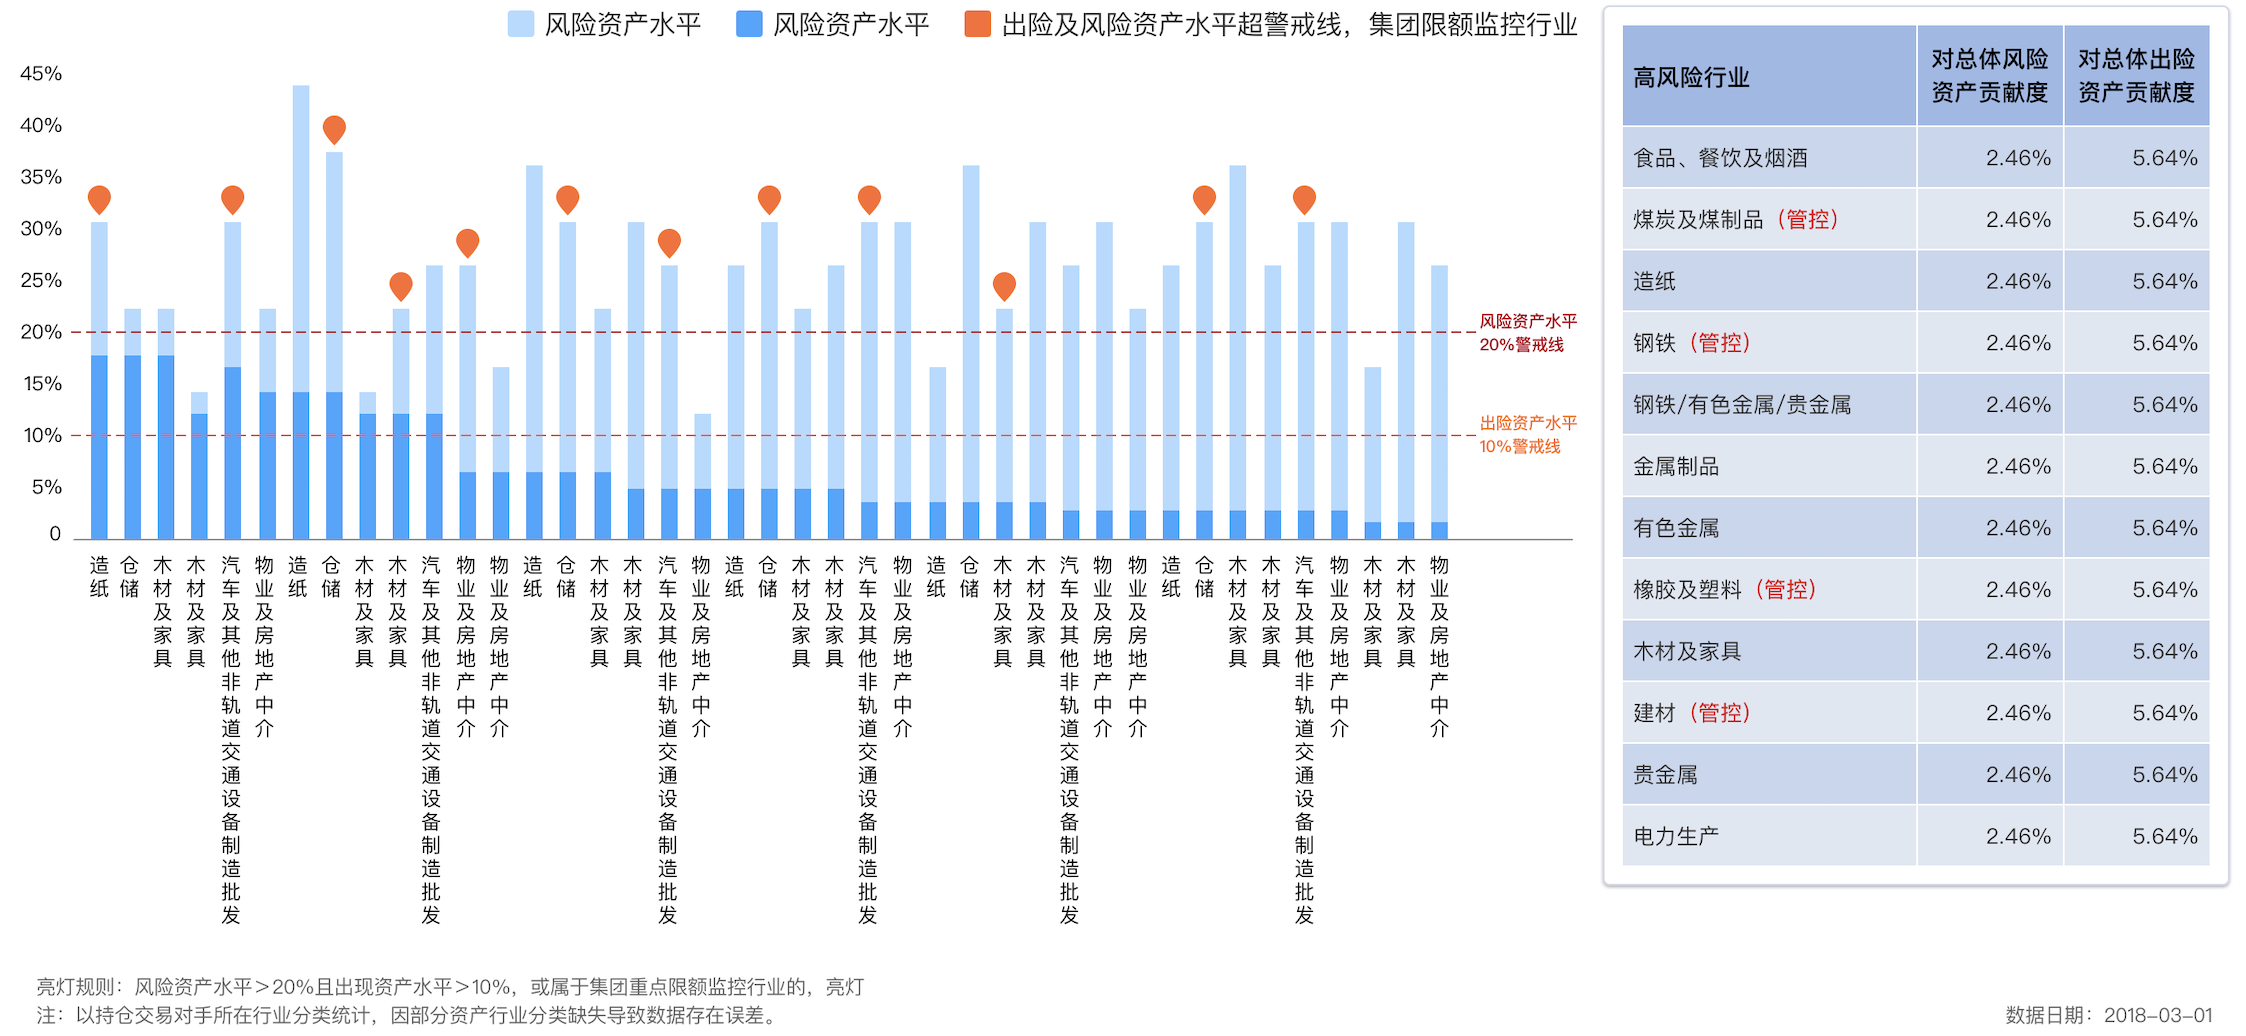 风险资产水平
风险资产水平
出险及风险资产水平超警戒线，集团限额监控行业
45%
40%
35%
30%
25%
20%
15%
10%
5%
0
风险资产水平
20%警戒线
出险资产水平
10%警戒线
造纸
仓储
木材及家具
木材及家具
汽车及其他非轨道交通设备制造批发
物业及房地产中介
造纸
仓储
木材及家具
木材及家具
汽车及其他非轨道交通设备制造批发
物业及房地产中介
物业及房地产中介
造纸
仓储
木材及家具
木材及家具
汽车及其他非轨道交通设备制造批发
物业及房地产中介
造纸
仓储
木材及家具
木材及家具
汽车及其他非轨道交通设备制造批发
物业及房地产中介
造纸
仓储
木材及家具
木材及家具
汽车及其他非轨道交通设备制造批发
物业及房地产中介
物业及房地产中介
造纸
仓储
木材及家具
木材及家具
汽车及其他非轨道交通设备制造批发
物业及房地产中介
木材及家具
木材及家具
物业及房地产中介
高风险行业 对总体风险资产贡献度 对总体出险资产贡献度
食品、餐饮及烟酒 2.46% 5.64%
煤炭及煤制品（管控） 2.46% 5.64%
造纸 2.46% 5.64%
钢铁（管控） 2.46% 5.64%
钢铁/有色金属/贵金属 2.46% 5.64%
金属制品 2.46% 5.64%
有色金属 2.46% 5.64%
橡胶及塑料（管控） 2.46% 5.64%
木材及家具 2.46% 5.64%
建材（管控） 2.46% 5.64%
贵金属 2.46% 5.64%
电力生产 2.46% 5.64%
亮灯规则：风险资产水平＞20%且出现资产水平＞10%，或属于集团重点限额监控行业的，亮灯
注：以持仓交易对手所在行业分类统计，因部分资产行业分类缺失导致数据存在误差。
数据日期：2018-03-01